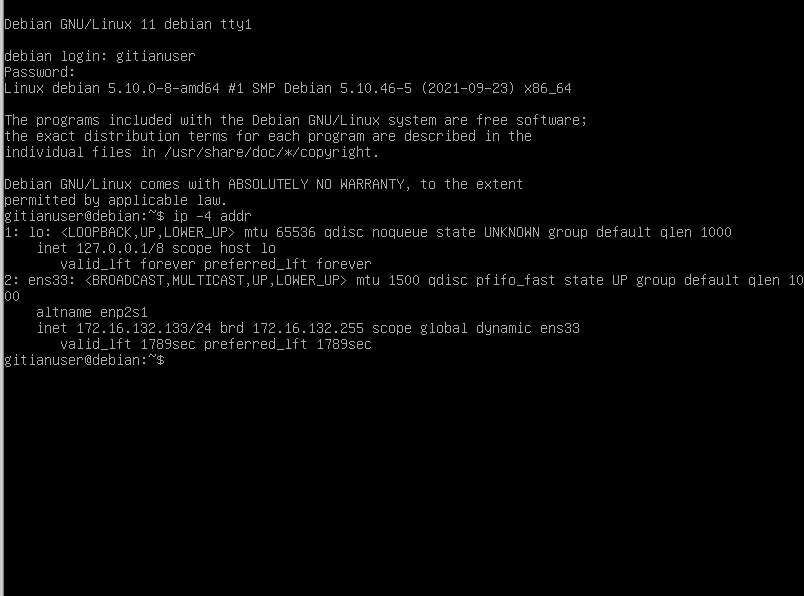 Debian GNU/Linux 11 debian tty1
debian login: gitianuser
Password:
Linux debian 5.10.0-8-amd64 #1 SMP Debian 5.10.46-5 (2021-09-23) x86_64
The programs included with the Debian GNU/Linux system are free software;
the exact distribution terms for each program are described in the
individual files in /usr/share/doc/*/copyright.
Debian GNU/Linux comes with ABSOLUTELY NO WARRANTY, to the extent
permitted by applicable law.
gitianuser@debian:~$ ip -4 addr
1: lo: <LOOPBACK,UP,LOWER_UP> mtu 65536 qdisc noqueue state UNKNOWN group default qlen 1000
    inet 127.0.0.1/8 scope host lo
       valid_lft forever preferred_lft forever
2: ens33: <BROADCAST,MULTICAST,UP,LOWER_UP> mtu 1500 qdisc pfifo_fast state UP group default qlen 10
00
    altname enp2s1
    inet 172.16.132.133/24 brd 172.16.132.255 scope global dynamic ens33
       valid_lft 1789sec preferred_lft 1789sec
gitianuser@debian:~$